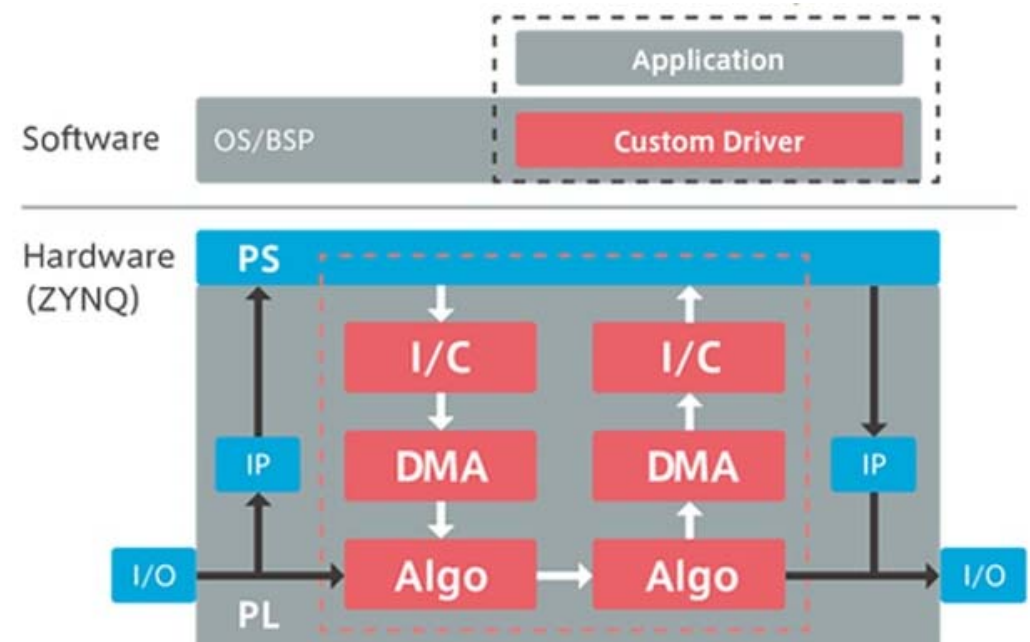 Application
Software
OS/BSP
Custom Driver
Hardware
(ZYNQ)
PS
I/C
I/C
IP
DMA
DMA
IP
I/O
Algo
Algo
I/O
PL